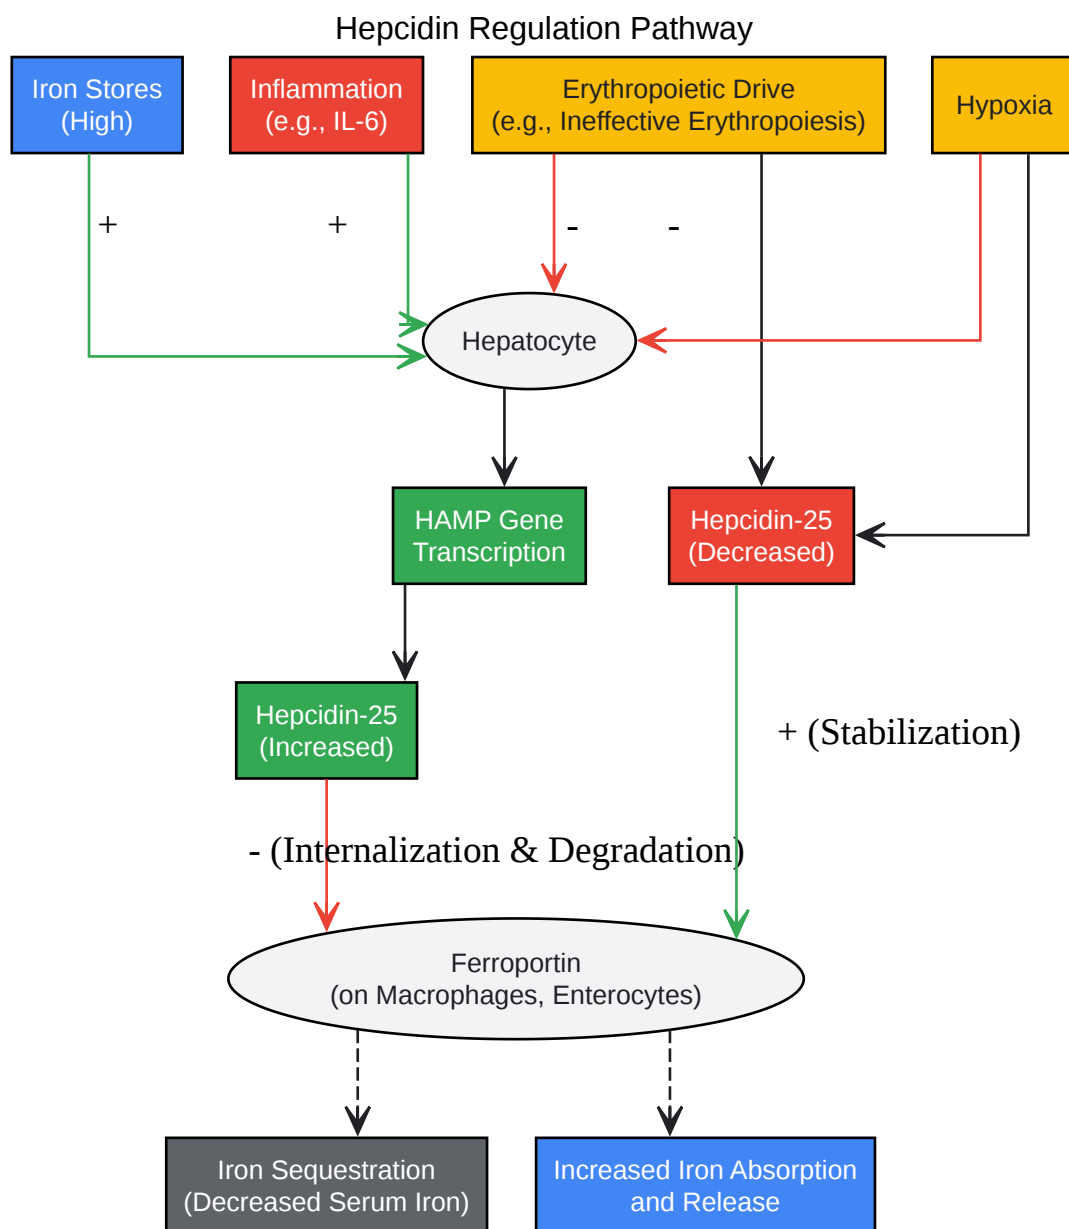 Hepcidin Regulation Pathway
Iron Stores
(High)
Inflammation
(e.g., IL-6)
Erythropoietic Drive
(e.g., Ineffective Erythropoiesis)
Hypoxia
+
+
-
-
Hepatocyte
HAMP Gene
Transcription
Hepcidin-25
(Decreased)
Hepcidin-25
(Increased)
+ (Stabilization)
- (Internalization & Degradation)
Ferroportin
(on Macrophages, Enterocytes)
Iron Sequestration
(Decreased Serum Iron)
Increased Iron Absorption
and Release